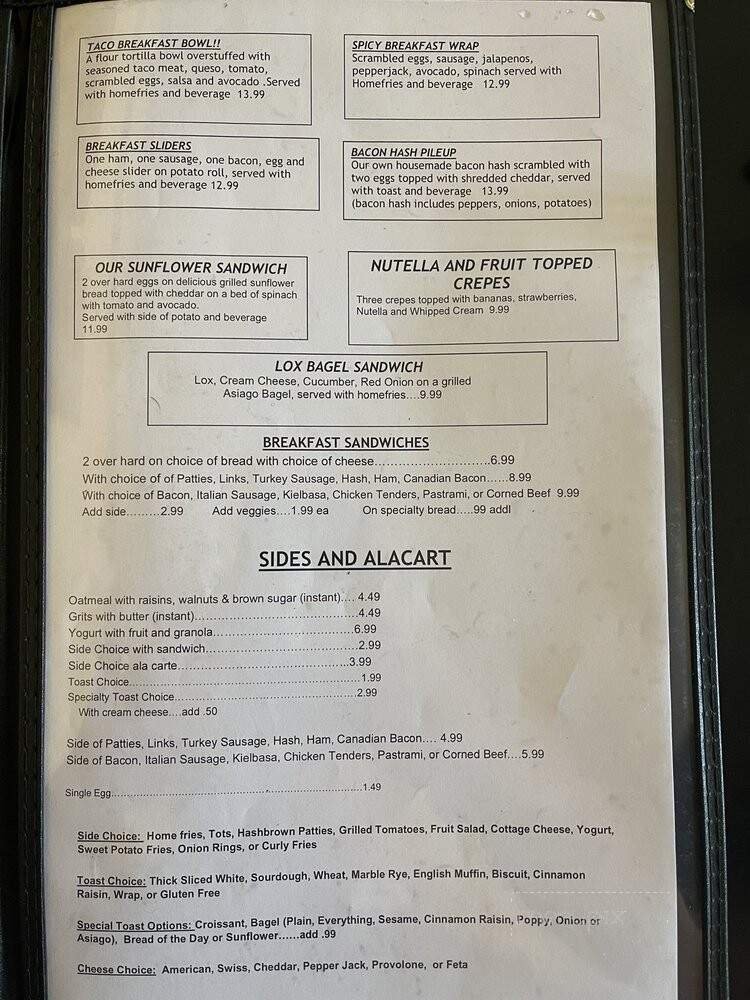 TACO BREAKFAST BOWL!!
A flour tortilla bowl overstuffed with
seasoned taco meat, queso, tomato,
scrambled eggs, salsa and avocado .Served
with homefries and beverage 13.99
SPICY BREAKFAST WRAP
Scrambled eggs, sausage, jalapenos,
pepperjack, avocado, spinach served with
Homefries and beverage 12.99
BREAKFAST SLIDERS
One ham, one sausage, one bacon, egg and
cheese slider on potato roll, served with
homefries and beverage 12.99
BACON HASH PILEUP
Our own housemade bacon hash scrambled with
two eggs topped with shredded cheddar, served
with toast and beverage 13.99
(bacon hash includes peppers, onions, potatoes)
OUR SUNFLOWER SANDWICH
2 over hard eggs on delicious grilled sunflower
bread topped with cheddar on a bed of spinach
with tomato and avocado.
Served with side of potato and beverage
11.99
NUTELLA AND FRUIT TOPPED
CREPES
Three crepes topped with bananas, strawberries,
Nutella and Whipped Cream 9.99
LOX BAGEL SANDWICH
Lox, Cream Cheese, Cucumber, Red Onion on a grilled
Asiago Bagel, served with homefries....9.99
BREAKFAST SANDWICHES
2 over hard on choice of bread with choice of cheese............................6.99
With choice of of Patties, Links, Turkey Sausage, Hash, Ham, Canadian Bacon......8.99
With choice of Bacon, Italian Sausage, Kielbasa, Chicken Tenders, Pastrami, or Corned Beef 9.99
Add side.........2.99 Add veggies....1.99 ea On specialty bread.....99 addl
SIDES AND ALACART
Oatmeal with raisins, walnuts & brown sugar (instant).... 4.49
Grits with butter (instant)..........................................4.49
Yogurt with fruit and granola....................................6.99
Side Choice with sandwich.......................................2.99
Side Choice ala carte............................................3.99
Toast Choice............................................................1.99
Specialty Toast Choice...............................................2.99
With cream cheese....add .50
Side of Patties, Links, Turkey Sausage, Hash, Ham, Canadian Bacon.... 4.99
Side of Bacon, Italian Sausage, Kielbasa, Chicken Tenders, Pastrami, or Corned Beef....5.99
Single Egg.....................................................................1.49
Side Choice: Home fries, Tots, Hashbrown Patties, Grilled Tomatoes, Fruit Salad, Cottage Cheese, Yogurt,
Sweet Potato Fries, Onion Rings, or Curly Fries
Toast Choice: Thick Sliced White, Sourdough, Wheat, Marble Rye, English Muffin, Biscuit, Cinnamon
Raisin, Wrap, or Gluten Free
Special Toast Options: Croissant, Bagel (Plain, Everything, Sesame, Cinnamon Raisin, Poppy, Onion or
Asiago), Bread of the Day or Sunflower......add .99
Cheese Choice: American, Swiss, Cheddar, Pepper Jack, Provolone, or Feta